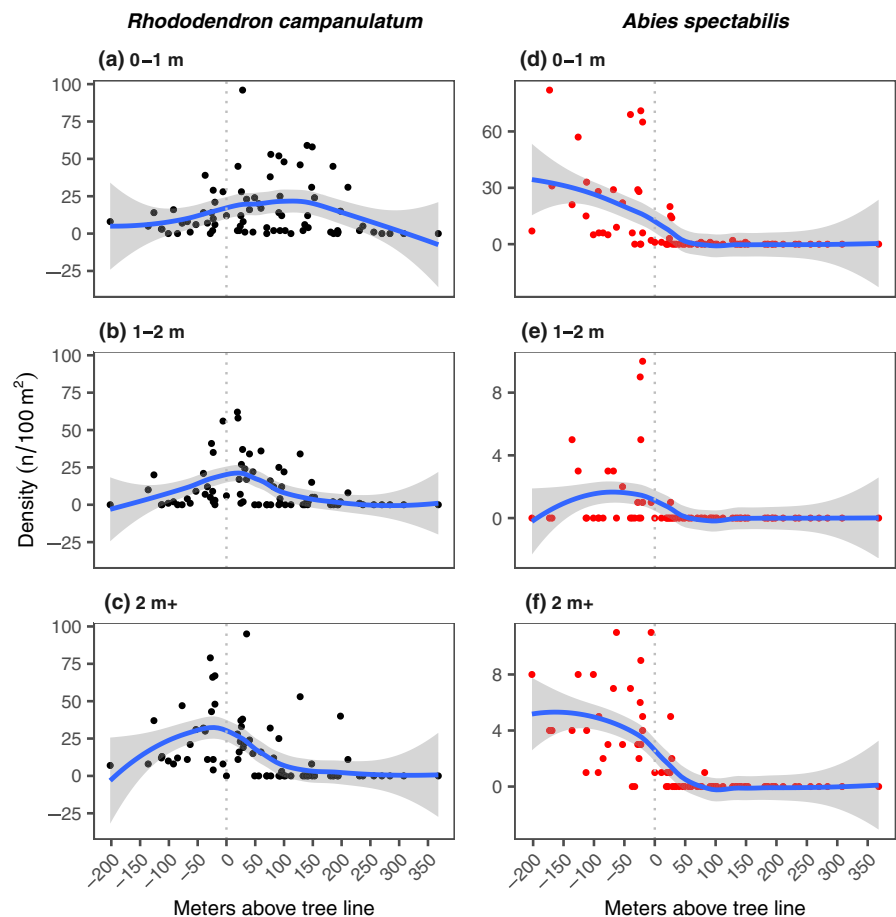 Rhododendron campanulatum
Abies spectabilis
(a) 0–1 m
(d) 0–1 m
100
75
50
25
0
−25
60
30
0
(b) 1–2 m
(e) 1–2 m
100
75
50
25
0
−25
8
4
0
(c) 2 m+
(f) 2 m+
100
75
50
25
0
−25
8
4
0
Density (n/100 m²)
−200 −150 −100 −50 0 50 100 150 200 250 300 350
−200 −150 −100 −50 0 50 100 150 200 250 300 350
Meters above tree line
Meters above tree line